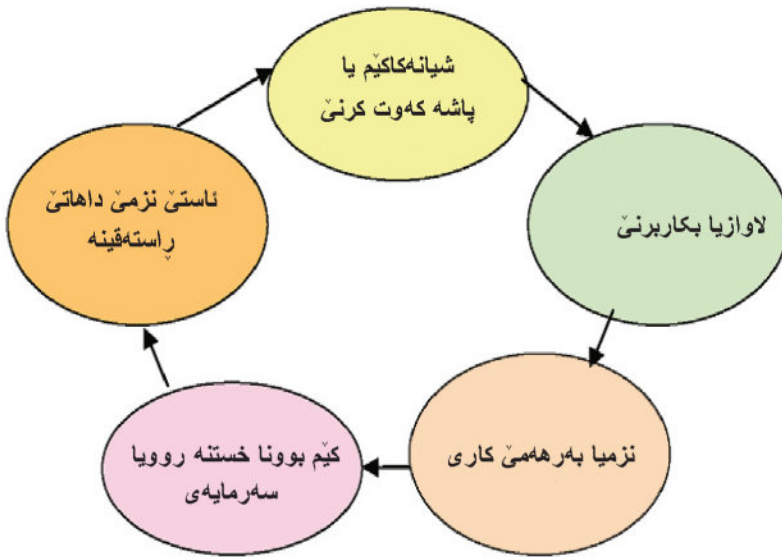 شیانەکاکێم یا
پاشە کەوت کرنێ
لاوازیا بکاربرنێ
نزمیا بەرهەمێ کاری
کێم بوونا خستنە روویا
سەرمایەی
ئاستێ نزمێ داهاتێ
ڕاستەقینە